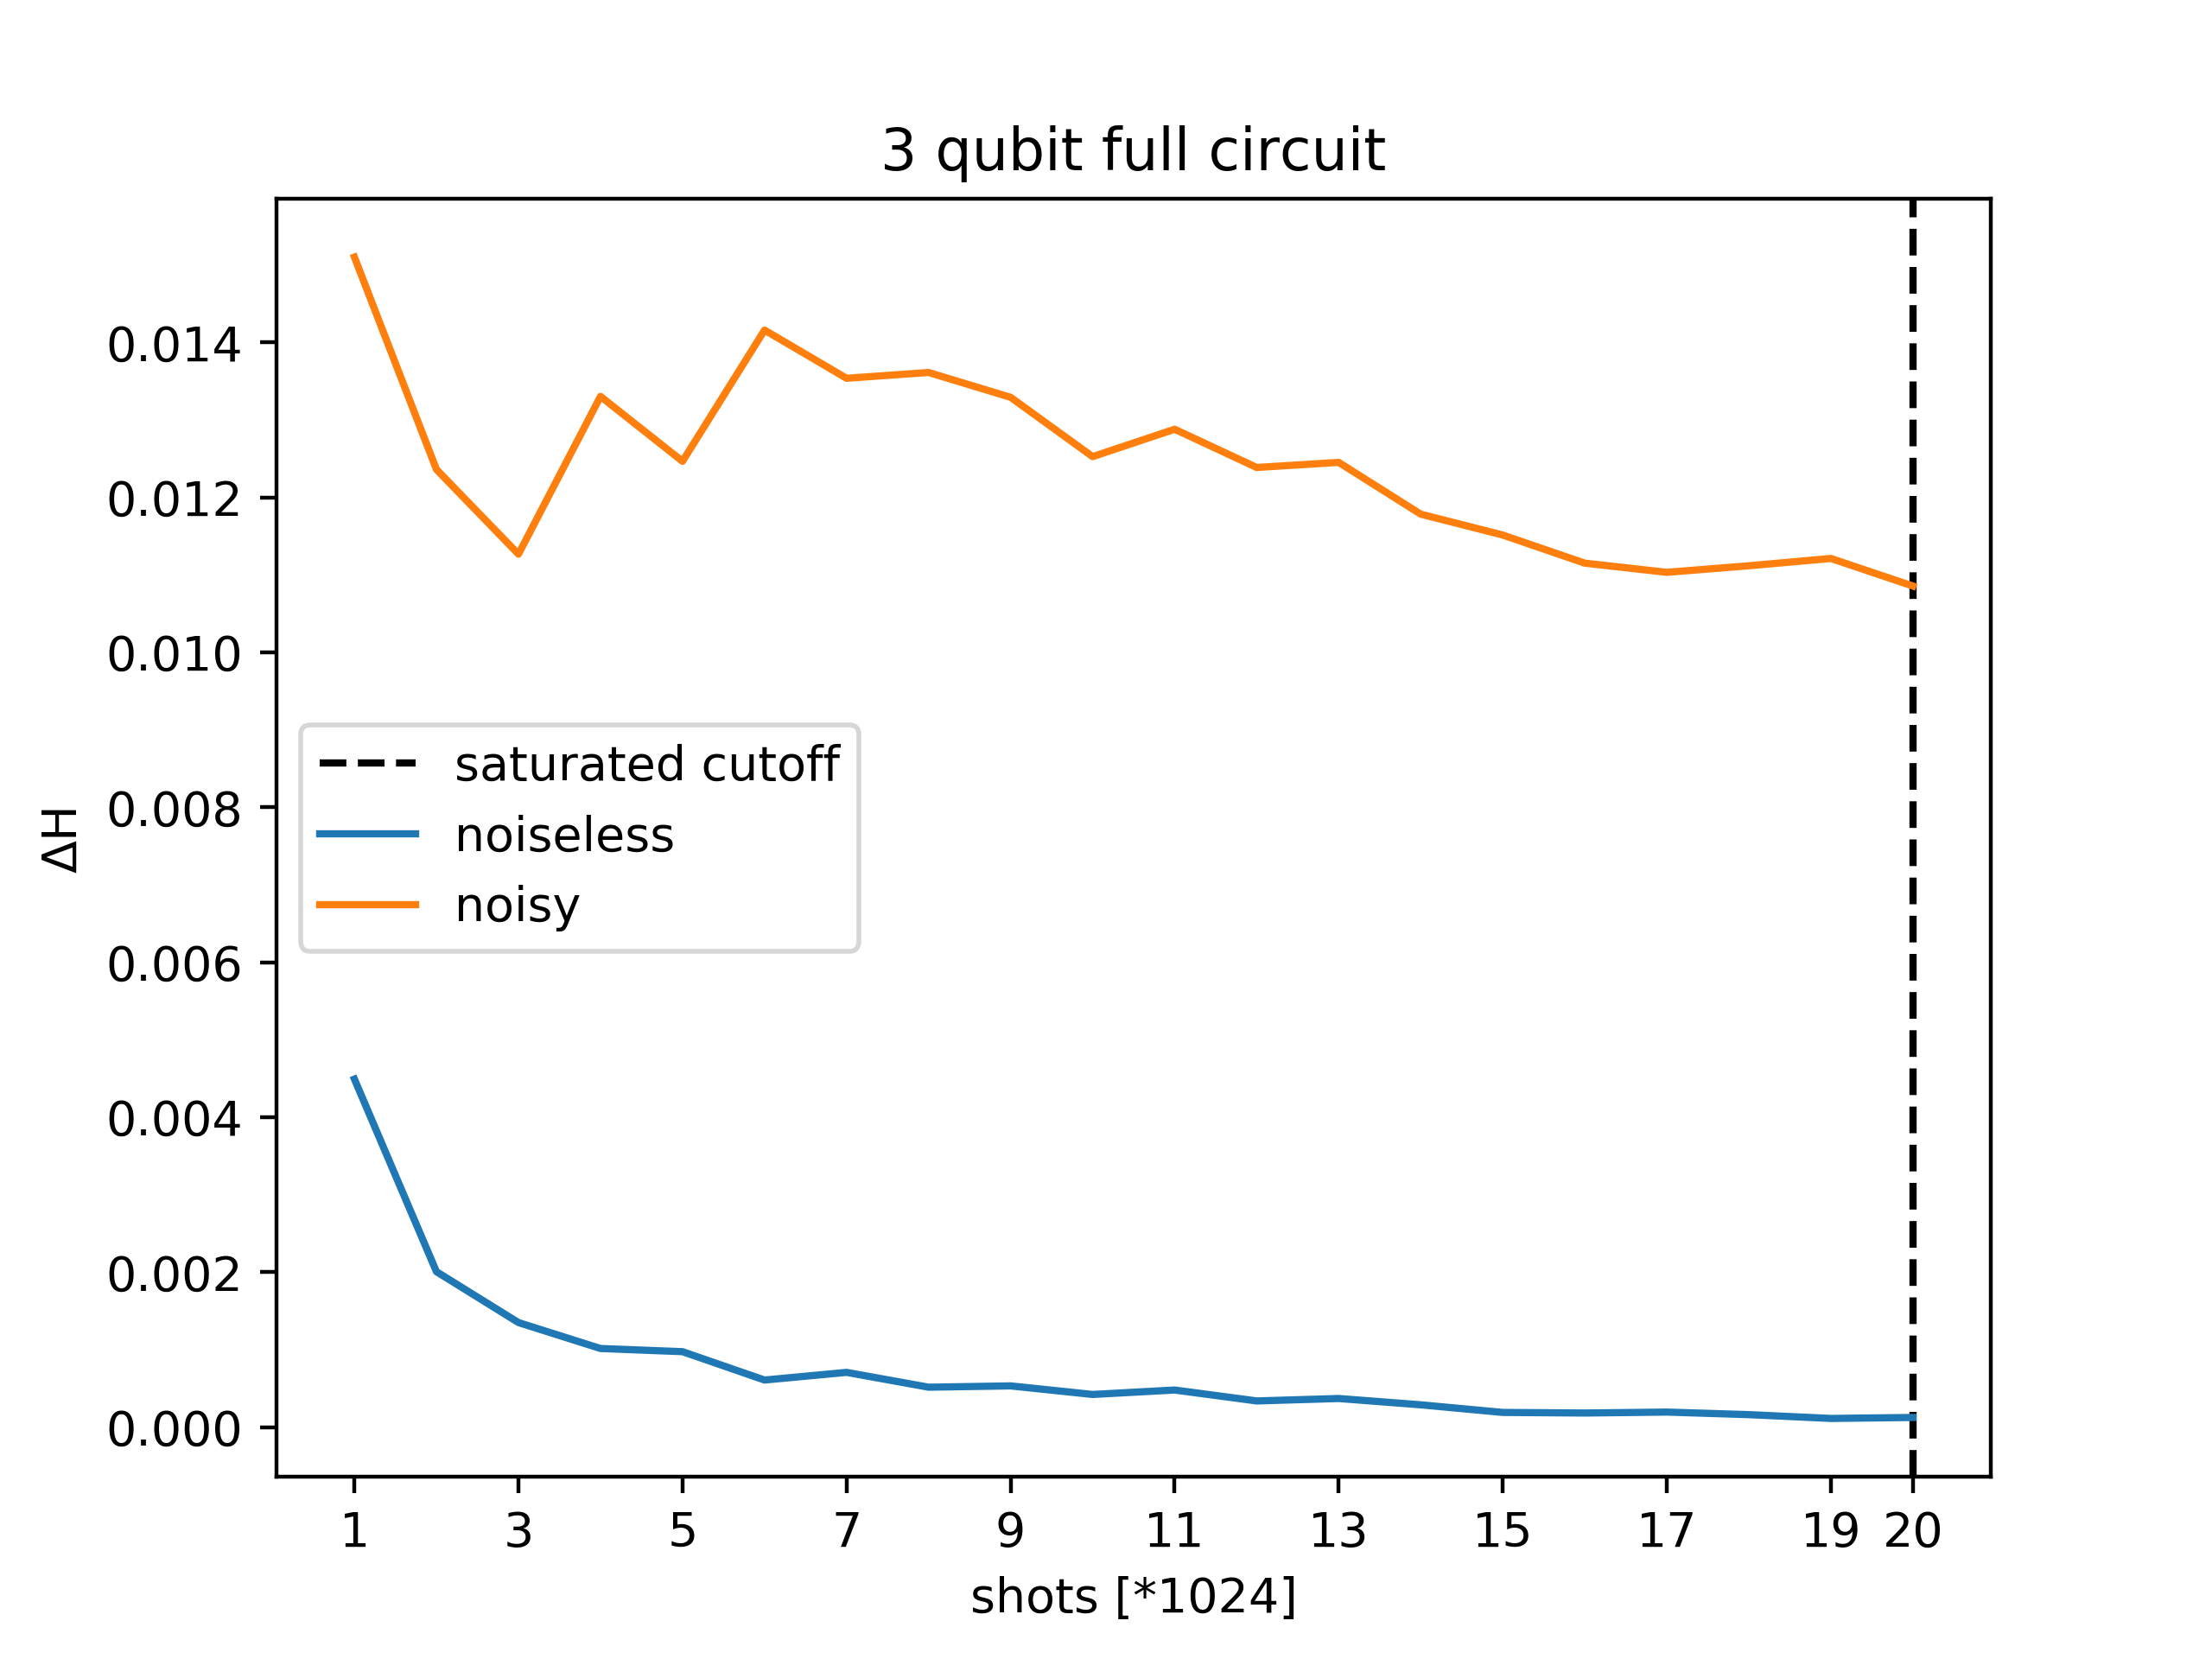 3 qubit full circuit
0.014
0.012
0.010
0.008
0.006
0.004
0.002
0.000
ΔH
saturated cutoff
noiseless
noisy
1 3 5 7 9 11 13 15 17 19 20
shots [*1024]